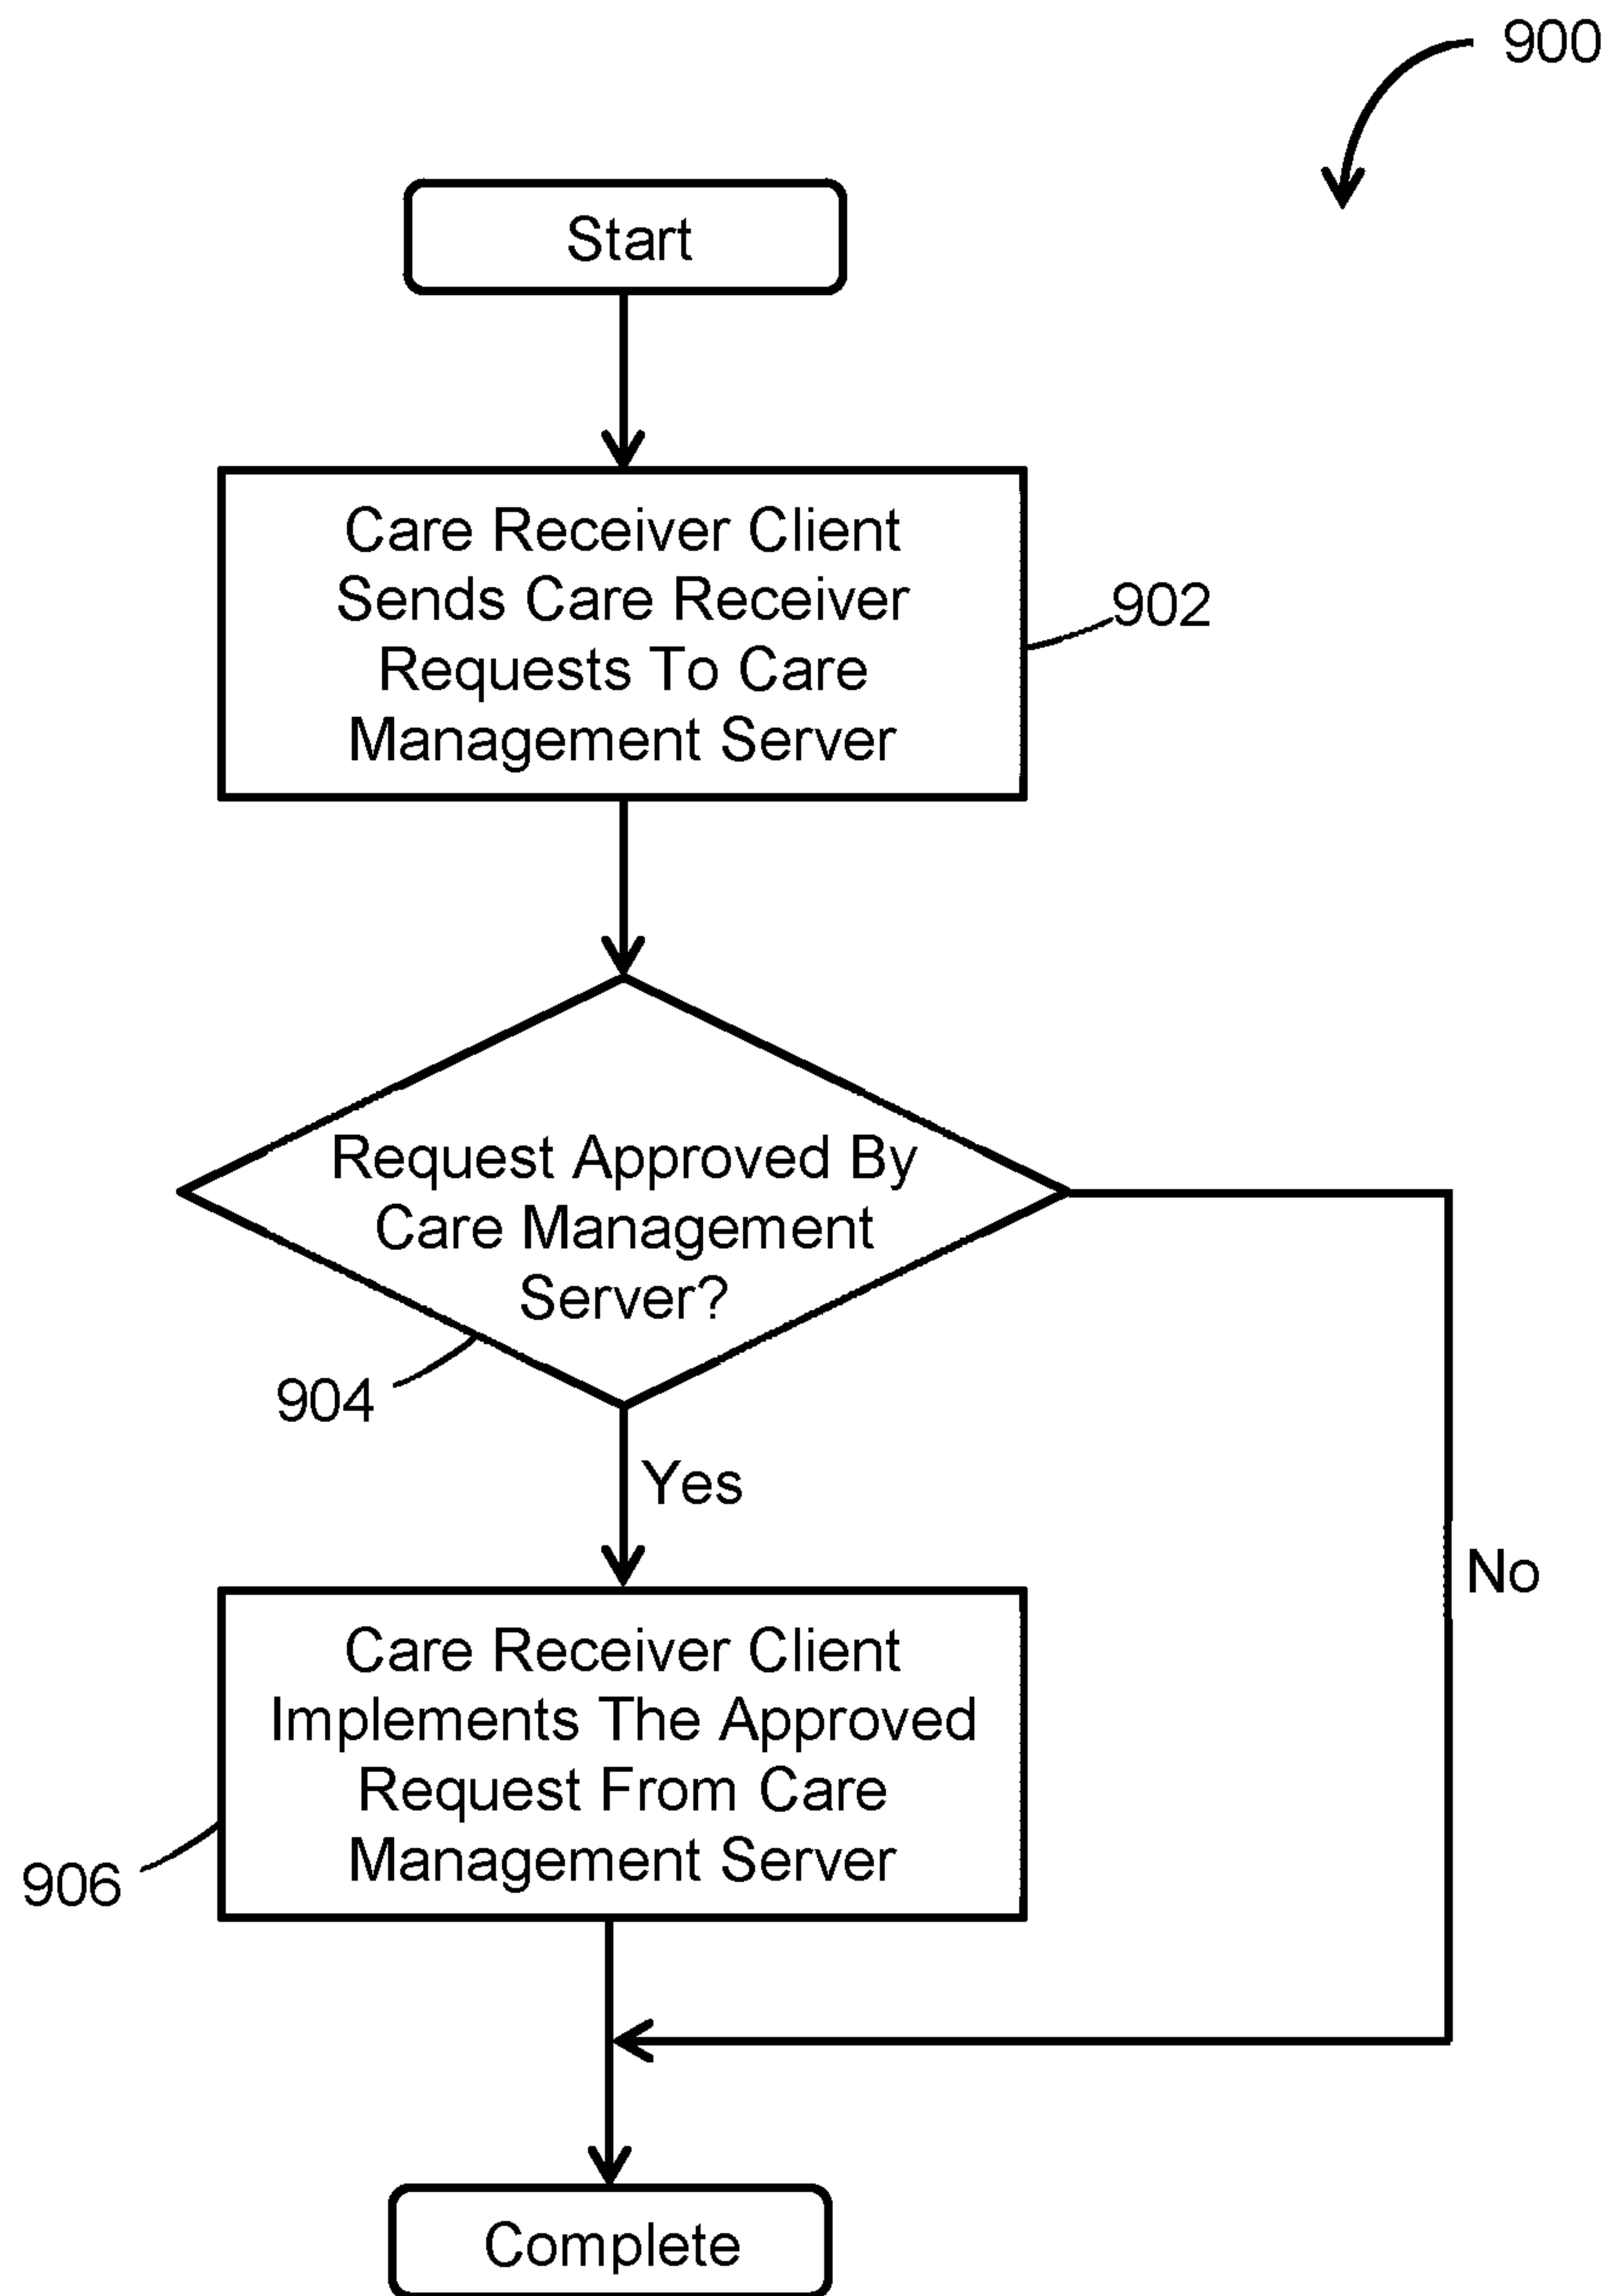 900
Start
Care Receiver Client
Sends Care Receiver
Requests To Care
Management Server
902
Request Approved By
Care Management
Server?
904
Yes
No
Care Receiver Client
Implements The Approved
Request From Care
Management Server
906
Complete